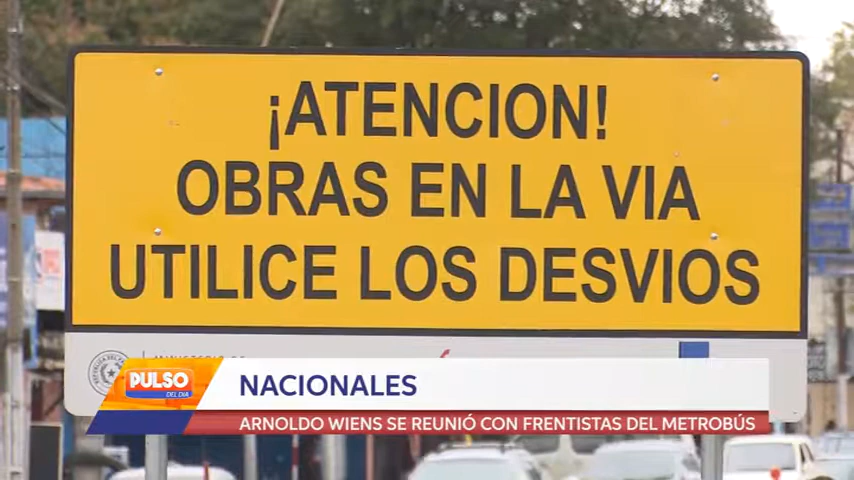 ¡ATENCION!
OBRAS EN LA VIA
UTILICE LOS DESVIOS
PULSO
DEL DIA
NACIONALES
ARNOLDO WIENS SE REUNIÓ CON FRENTISTAS DEL METROBÚS